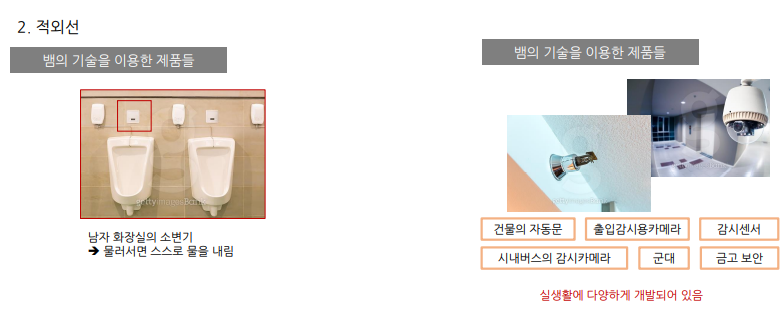 2. 적외선
뱀의 기술을 이용한 제품들
gettyimagesBank
남자 화장실의 소변기
➔ 물러서면 스스로 물을 내림
뱀의 기술을 이용한 제품들
건물의 자동문
출입감시용카메라
감시센서
시내버스의 감시카메라
군대
금고 보안
실생활에 다양하게 개발되어 있음